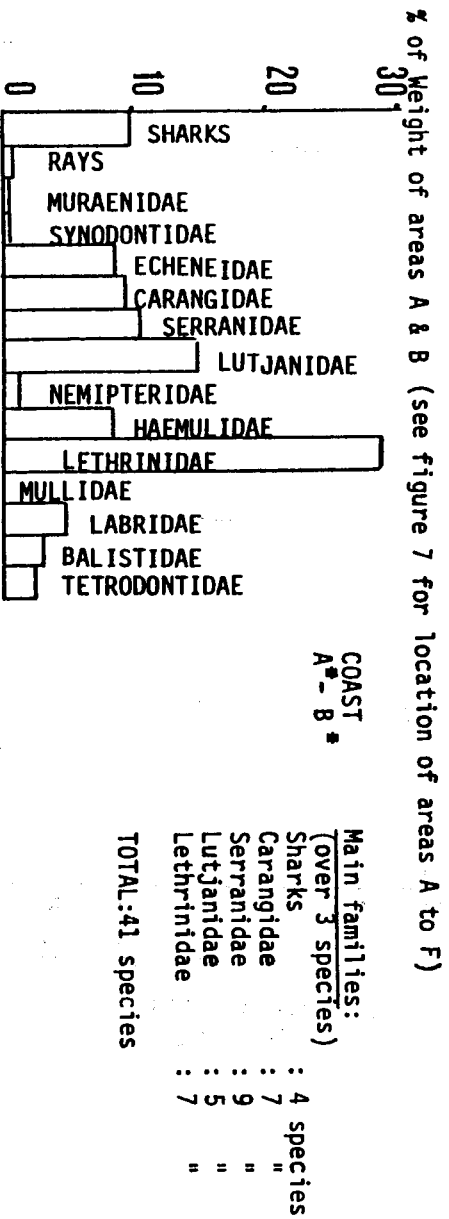 % of Weight of areas A & B (see figure 7 for location of areas A to F)
30
20
10
0
SHARKS
RAYS
MURAENIDAE
SYNODONTIDAE
ECHENEIDAE
CARANGIDAE
SERRANIDAE
LUTJANIDAE
NEMIPTERIDAE
HAEMULIDAE
LETHRINIDAE
MULLIDAE
LABRIDAE
BALISTIDAE
TETRODONTIDAE
COAST
A* - B *
Main families:
(over 3 species)
Sharks : 4 species
Carangidae : 7 "
Serranidae : 9 "
Lutjanidae : 5 "
Lethrinidae : 7 "
TOTAL:41 species